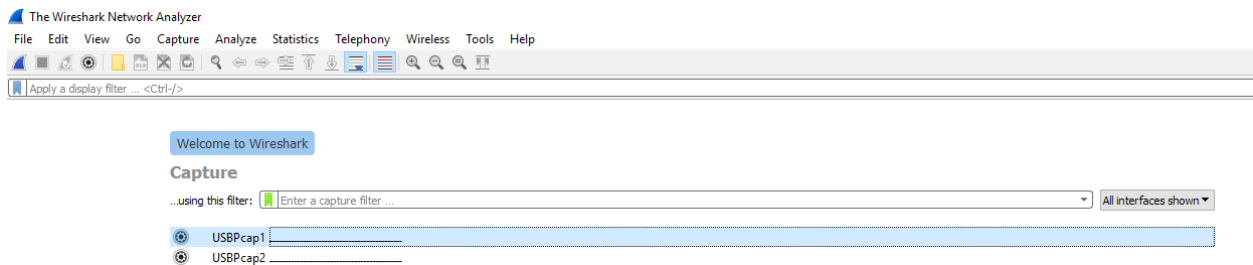 The Wireshark Network Analyzer
File Edit View Go Capture Analyze Statistics Telephony Wireless Tools Help
Apply a display filter ... <Ctrl-/>
Welcome to Wireshark
Capture
...using this filter: Enter a capture filter ... All interfaces shown
USBPcap1
USBPcap2